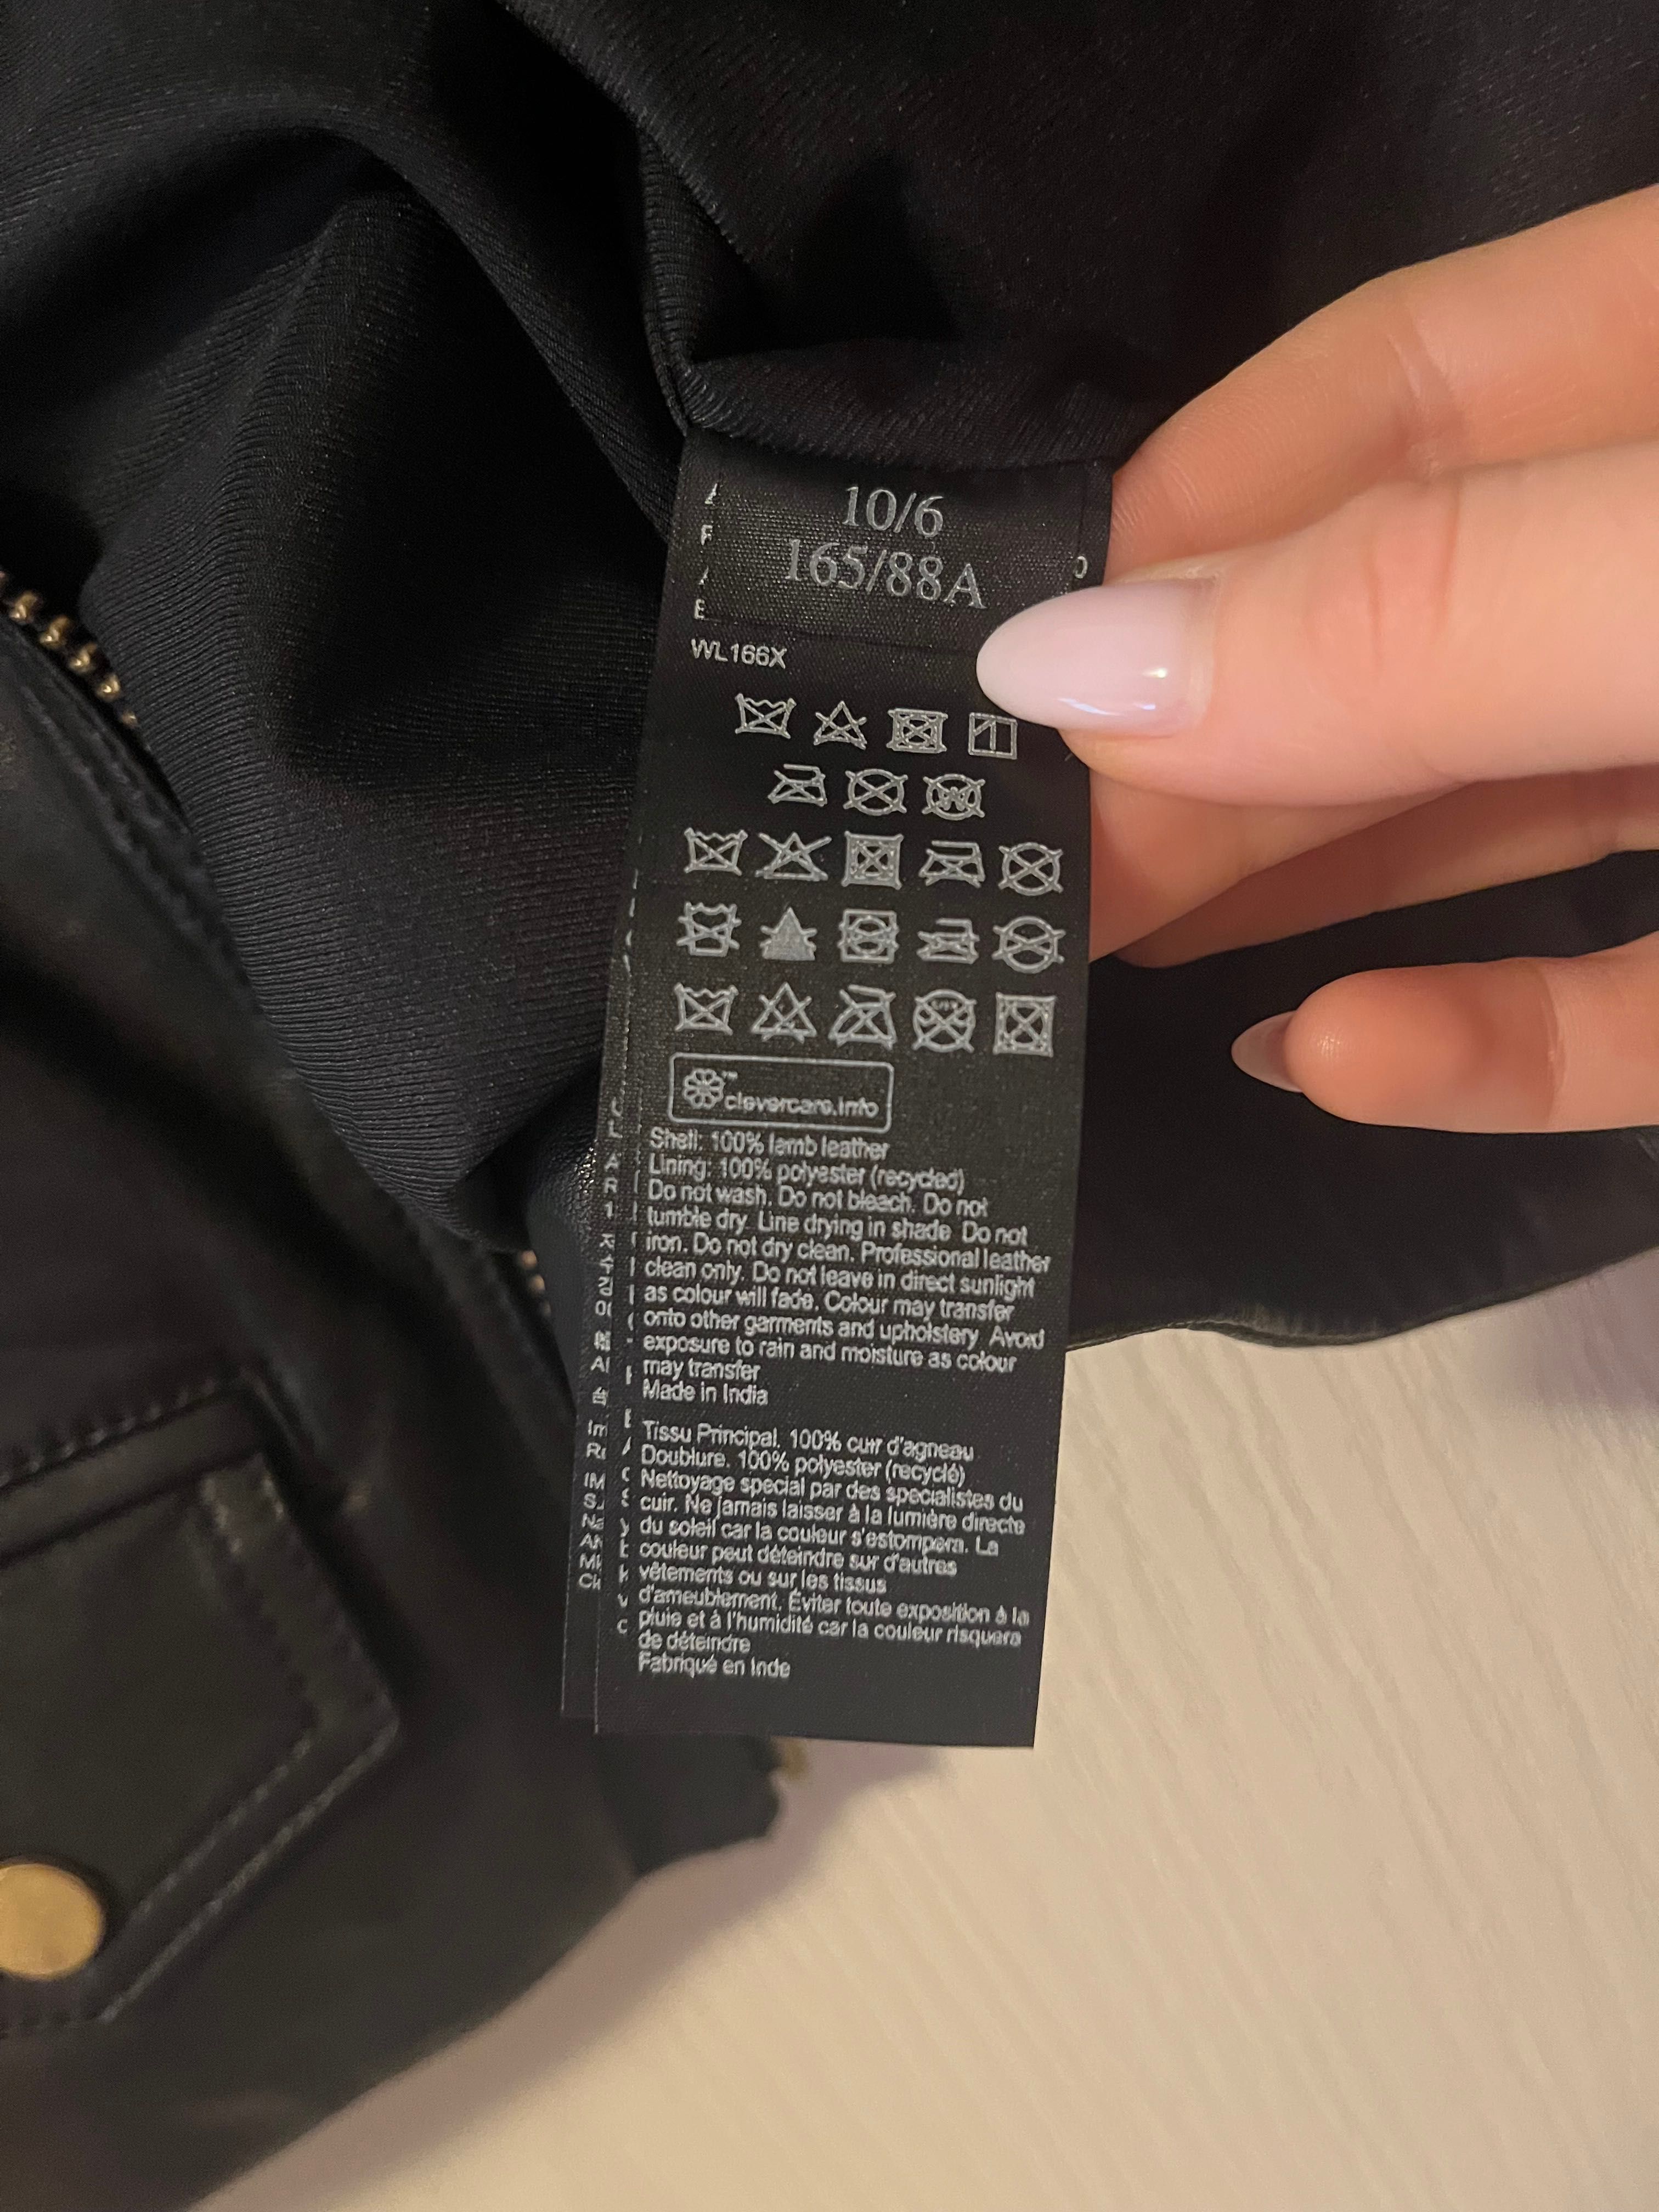 10/6
165/88A
WL166X
clevercare.info
Shell: 100% lamb leather
Lining: 100% polyester (recycled)
Do not wash. Do not bleach. Do not
tumble dry. Line drying in shade. Do not
iron. Do not dry clean. Professional leather
clean only. Do not leave in direct sunlight
as colour will fade. Colour may transfer
onto other garments and upholstery. Avoid
exposure to rain and moisture as colour
may transfer
Made in India
Tissu Principal. 100% cuir d'agneau
Doublure. 100% polyester (recyclé)
Nettoyage special par des specialistes du
cuir. Ne jamais laisser à la lumière directe
du soleil car la couleur s'estompera. La
couleur peut déteindre sur d'autres
vêtements ou sur les tissus
d'ameublement. Éviter toute exposition à la
pluie et à l'humidité car la couleur risquera
de déteindre
Fabriqué en Inde